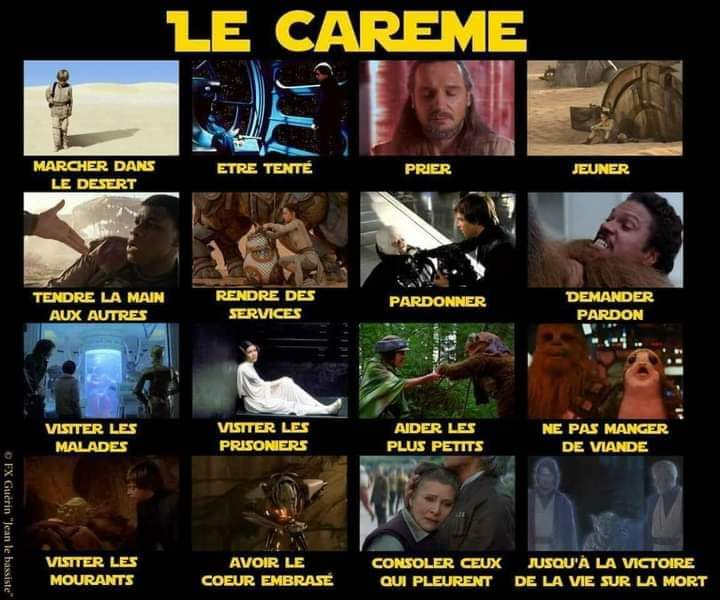 LE CAREME
MARCHER DANS
LE DESERT
ETRE TENTÉ
PRIER
JEUNER
TENDRE LA MAIN
AUX AUTRES
RENDRE DES
SERVICES
PARDONNER
DEMANDER
PARDON
VISITER LES
MALADES
VISITER LES
PRISONIERS
AIDER LES
PLUS PETITS
NE PAS MANGER
DE VIANDE
VISITER LES
MOURANTS
AVOIR LE
COEUR EMBRASÉ
CONSOLER CEUX
QUI PLEURENT
JUSQU'À LA VICTOIRE
DE LA VIE SUR LA MORT
© FX Guérin "Jean le bassiste"